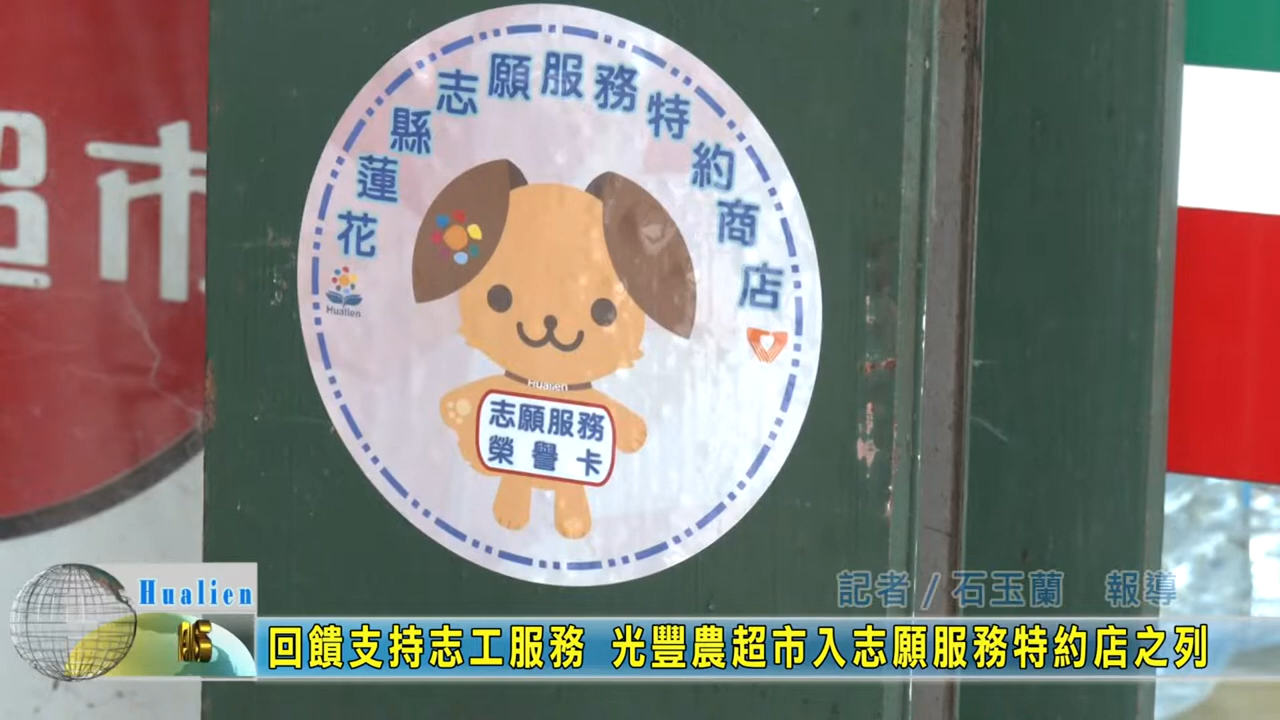 超市
花蓮縣志願服務特約商店
Hualien
Hualien
志願服務
榮譽卡
記者/石玉蘭 報導
Hualien
回饋支持志工服務 光豐農超市入志願服務特約店之列